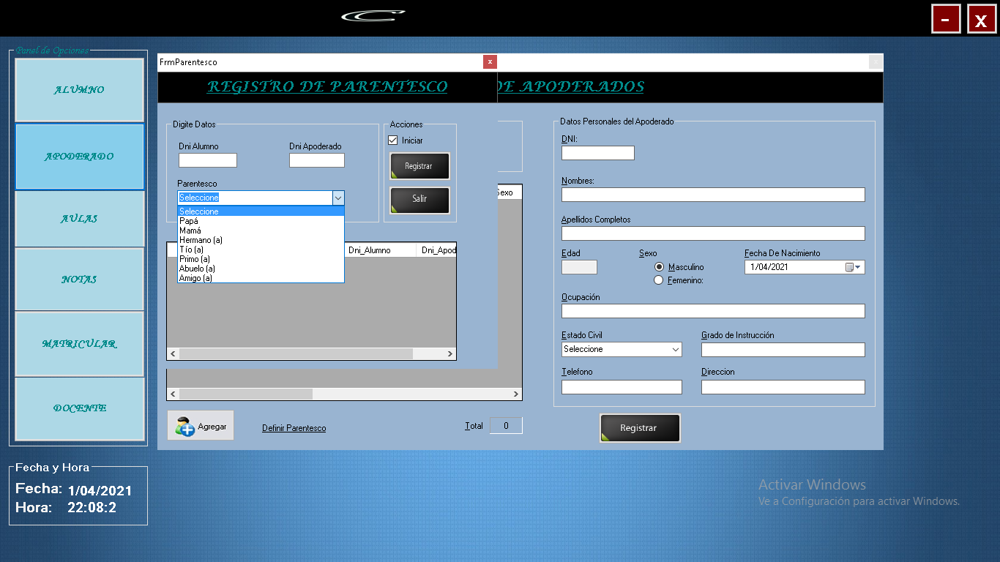 -
x
Panel de Opciones
ALUMNO
APODERADO
AULAS
NOTAS
MATRICULAR
DOCENTE
Fecha y Hora
Fecha: 1/04/2021
Hora: 22:08:2
FrmParentesco
x
REGISTRO DE PARENTESCO
DE APODERADOS
Digite Datos
Dni Alumno
Dni Apoderado
Parentesco
Seleccione
Seleccione
Papá
Mamá
Hermano (a)
Tío (a)
Primo (a)
Abuelo (a)
Amigo (a)
Acciones
Iniciar
Registrar
Salir
Dni_Alumno
Dni_Apod
Sexo
Agregar
Definir Parentesco
Total
0
Datos Personales del Apoderado
DNI:
Nombres:
Apellidos Completos
Edad
Sexo
Masculino
Femenino:
Fecha De Nacimiento
1/04/2021
Ocupación
Estado Civil
Seleccione
Grado de Instrucción
Telefono
Direccion
Registrar
Activar Windows
Ve a Configuración para activar Windows.